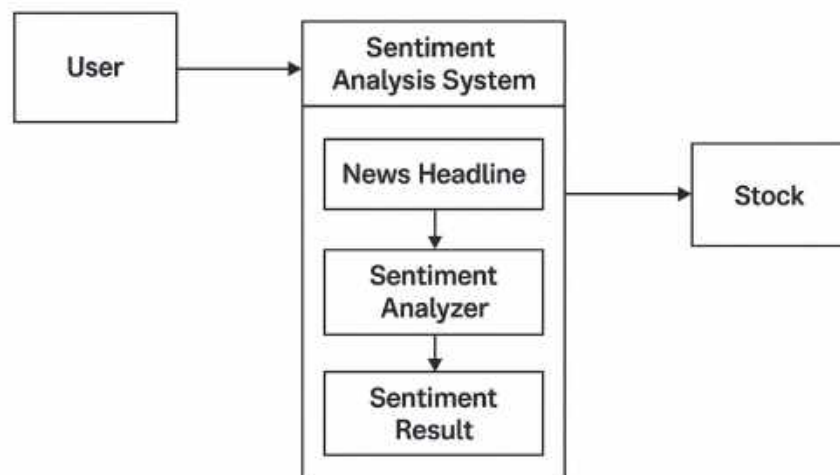 User
Sentiment
Analysis System
News Headline
Sentiment
Analyzer
Sentiment
Result
Stock